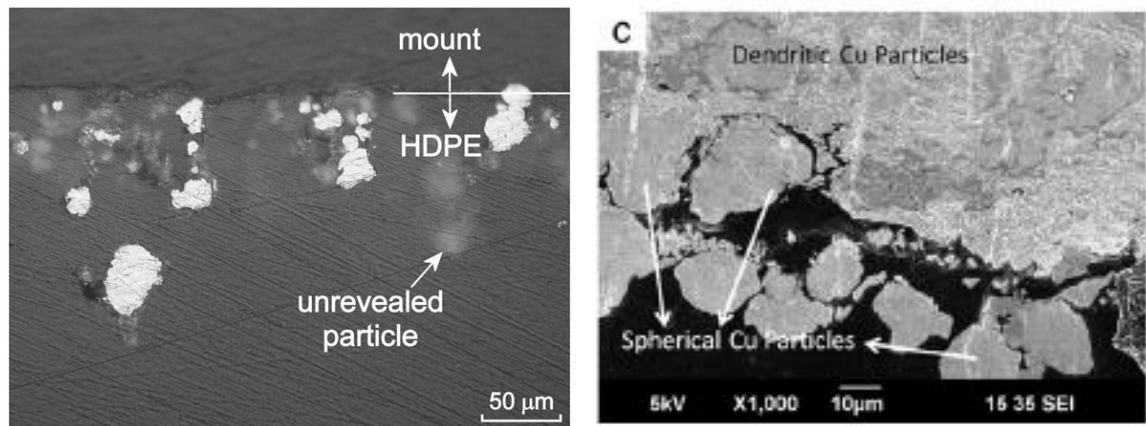 mount
HDPE
unrevealed
particle
50 μm
C
Dendritic Cu Particles
Spherical Cu Particles
5kV X1,000 10μm 15 35 SEI